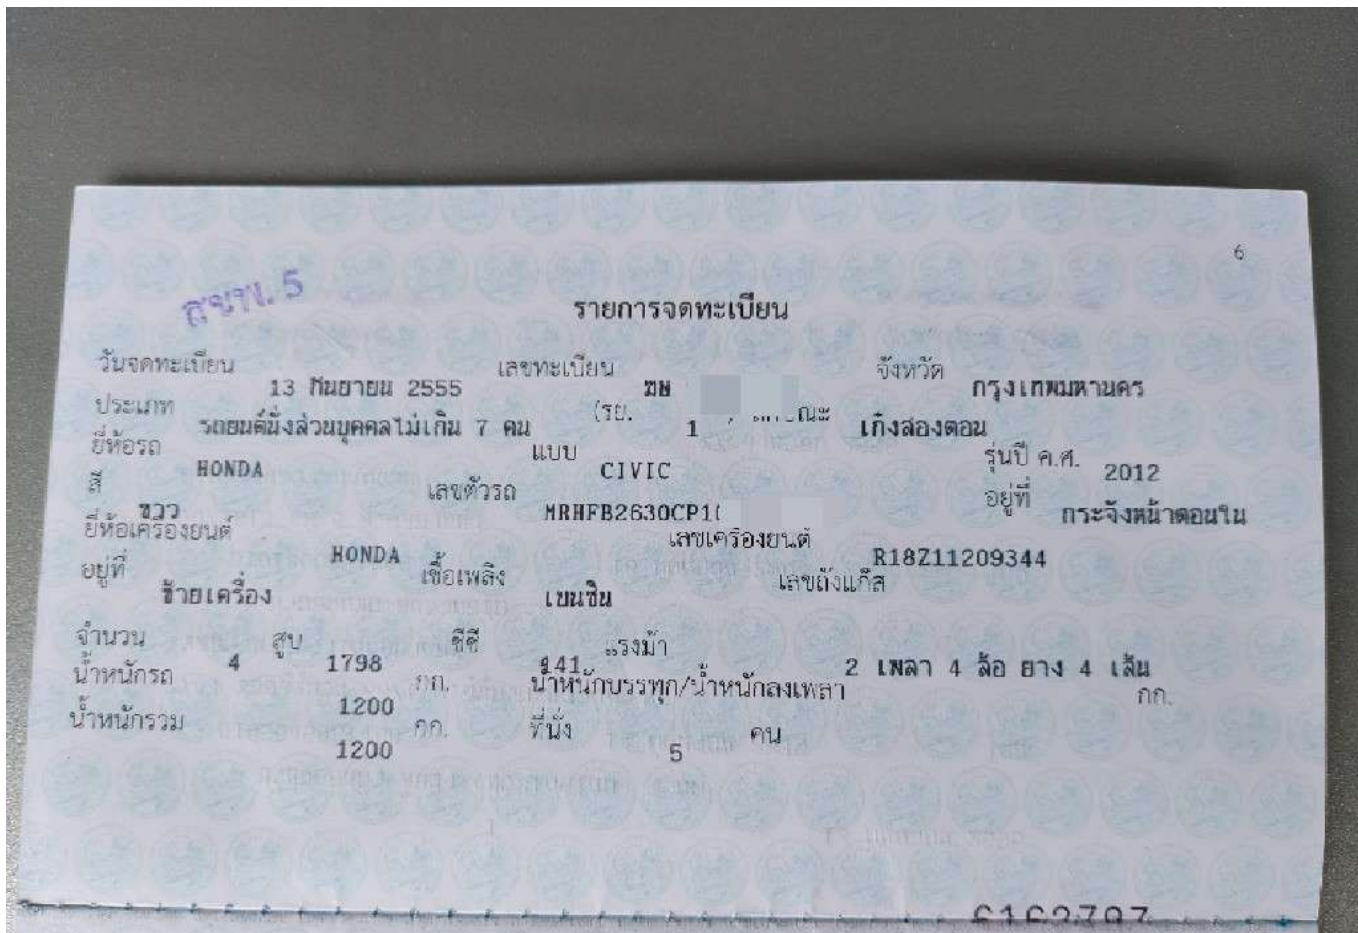 6
สขพ. 5
รายการจดทะเบียน
วันจดทะเบียน 13 กันยายน 2555 เลขทะเบียน ฆษ จังหวัด กรุงเทพมหานคร
ประเภท รถยนต์นั่งส่วนบุคคลไม่เกิน 7 คน (รย. 1 ณะ เก๋งสองตอน
ยี่ห้อรถ HONDA แบบ CIVIC รุ่นปี ค.ศ. 2012
สี ขาว เลขตัวรถ MRHFB2630CP1 อยู่ที่ กระจังหน้าตอนใน
ยี่ห้อเครื่องยนต์ HONDA เลขเครื่องยนต์ R18Z11209344
อยู่ที่ ซ้ายเครื่อง เชื้อเพลิง เบนซิน เลขถังแก๊ส
จำนวน 4 สูบ 1798 ซีซี 141 แรงม้า 2 เพลา 4 ล้อ ยาง 4 เส้น
น้ำหนักรถ 1200 กก. น้ำหนักบรรทุก/น้ำหนักลงเพลา กก.
น้ำหนักรวม 1200 กก. ที่นั่ง 5 คน
6162797